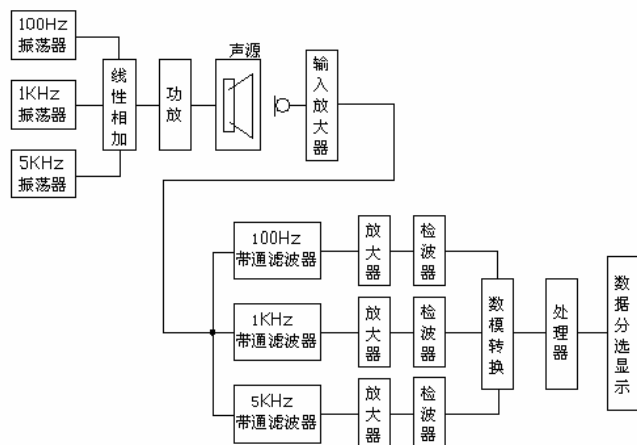 100Hz
振荡器
1KHz
振荡器
5KHz
振荡器
线性相加
功放
声源
输入放大器
100Hz
带通滤波器
放大器
检波器
1KHz
带通滤波器
放大器
检波器
5KHz
带通滤波器
放大器
检波器
数模转换
处理器
数据分选显示